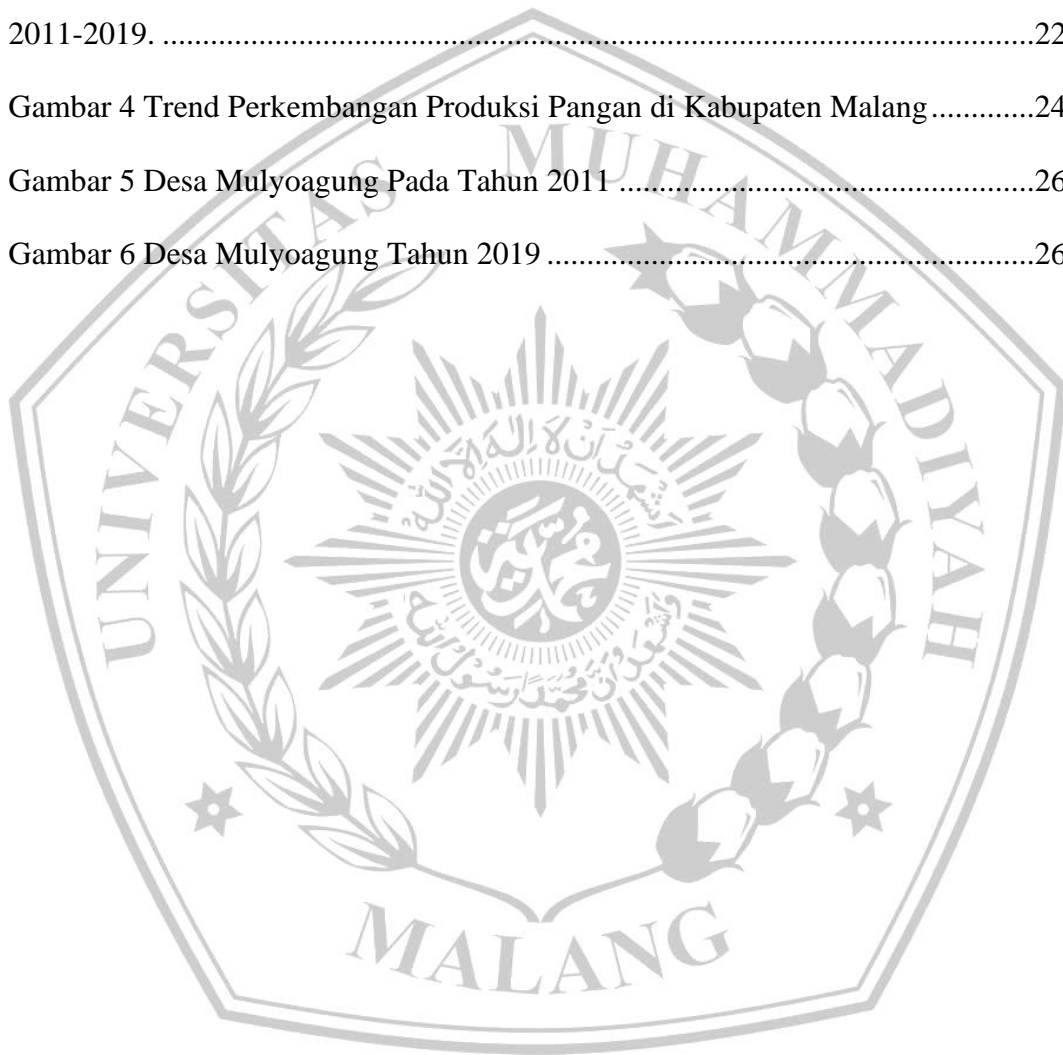 2011-2019. ..............................................................................................................22
Gambar 4 Trend Perkembangan Produksi Pangan di Kabupaten Malang.............24
Gambar 5 Desa Mulyoagung Pada Tahun 2011 ....................................................26
Gambar 6 Desa Mulyoagung Tahun 2019 .............................................................26
UNIVERSITAS MUHAMMADIYAH
MALANG